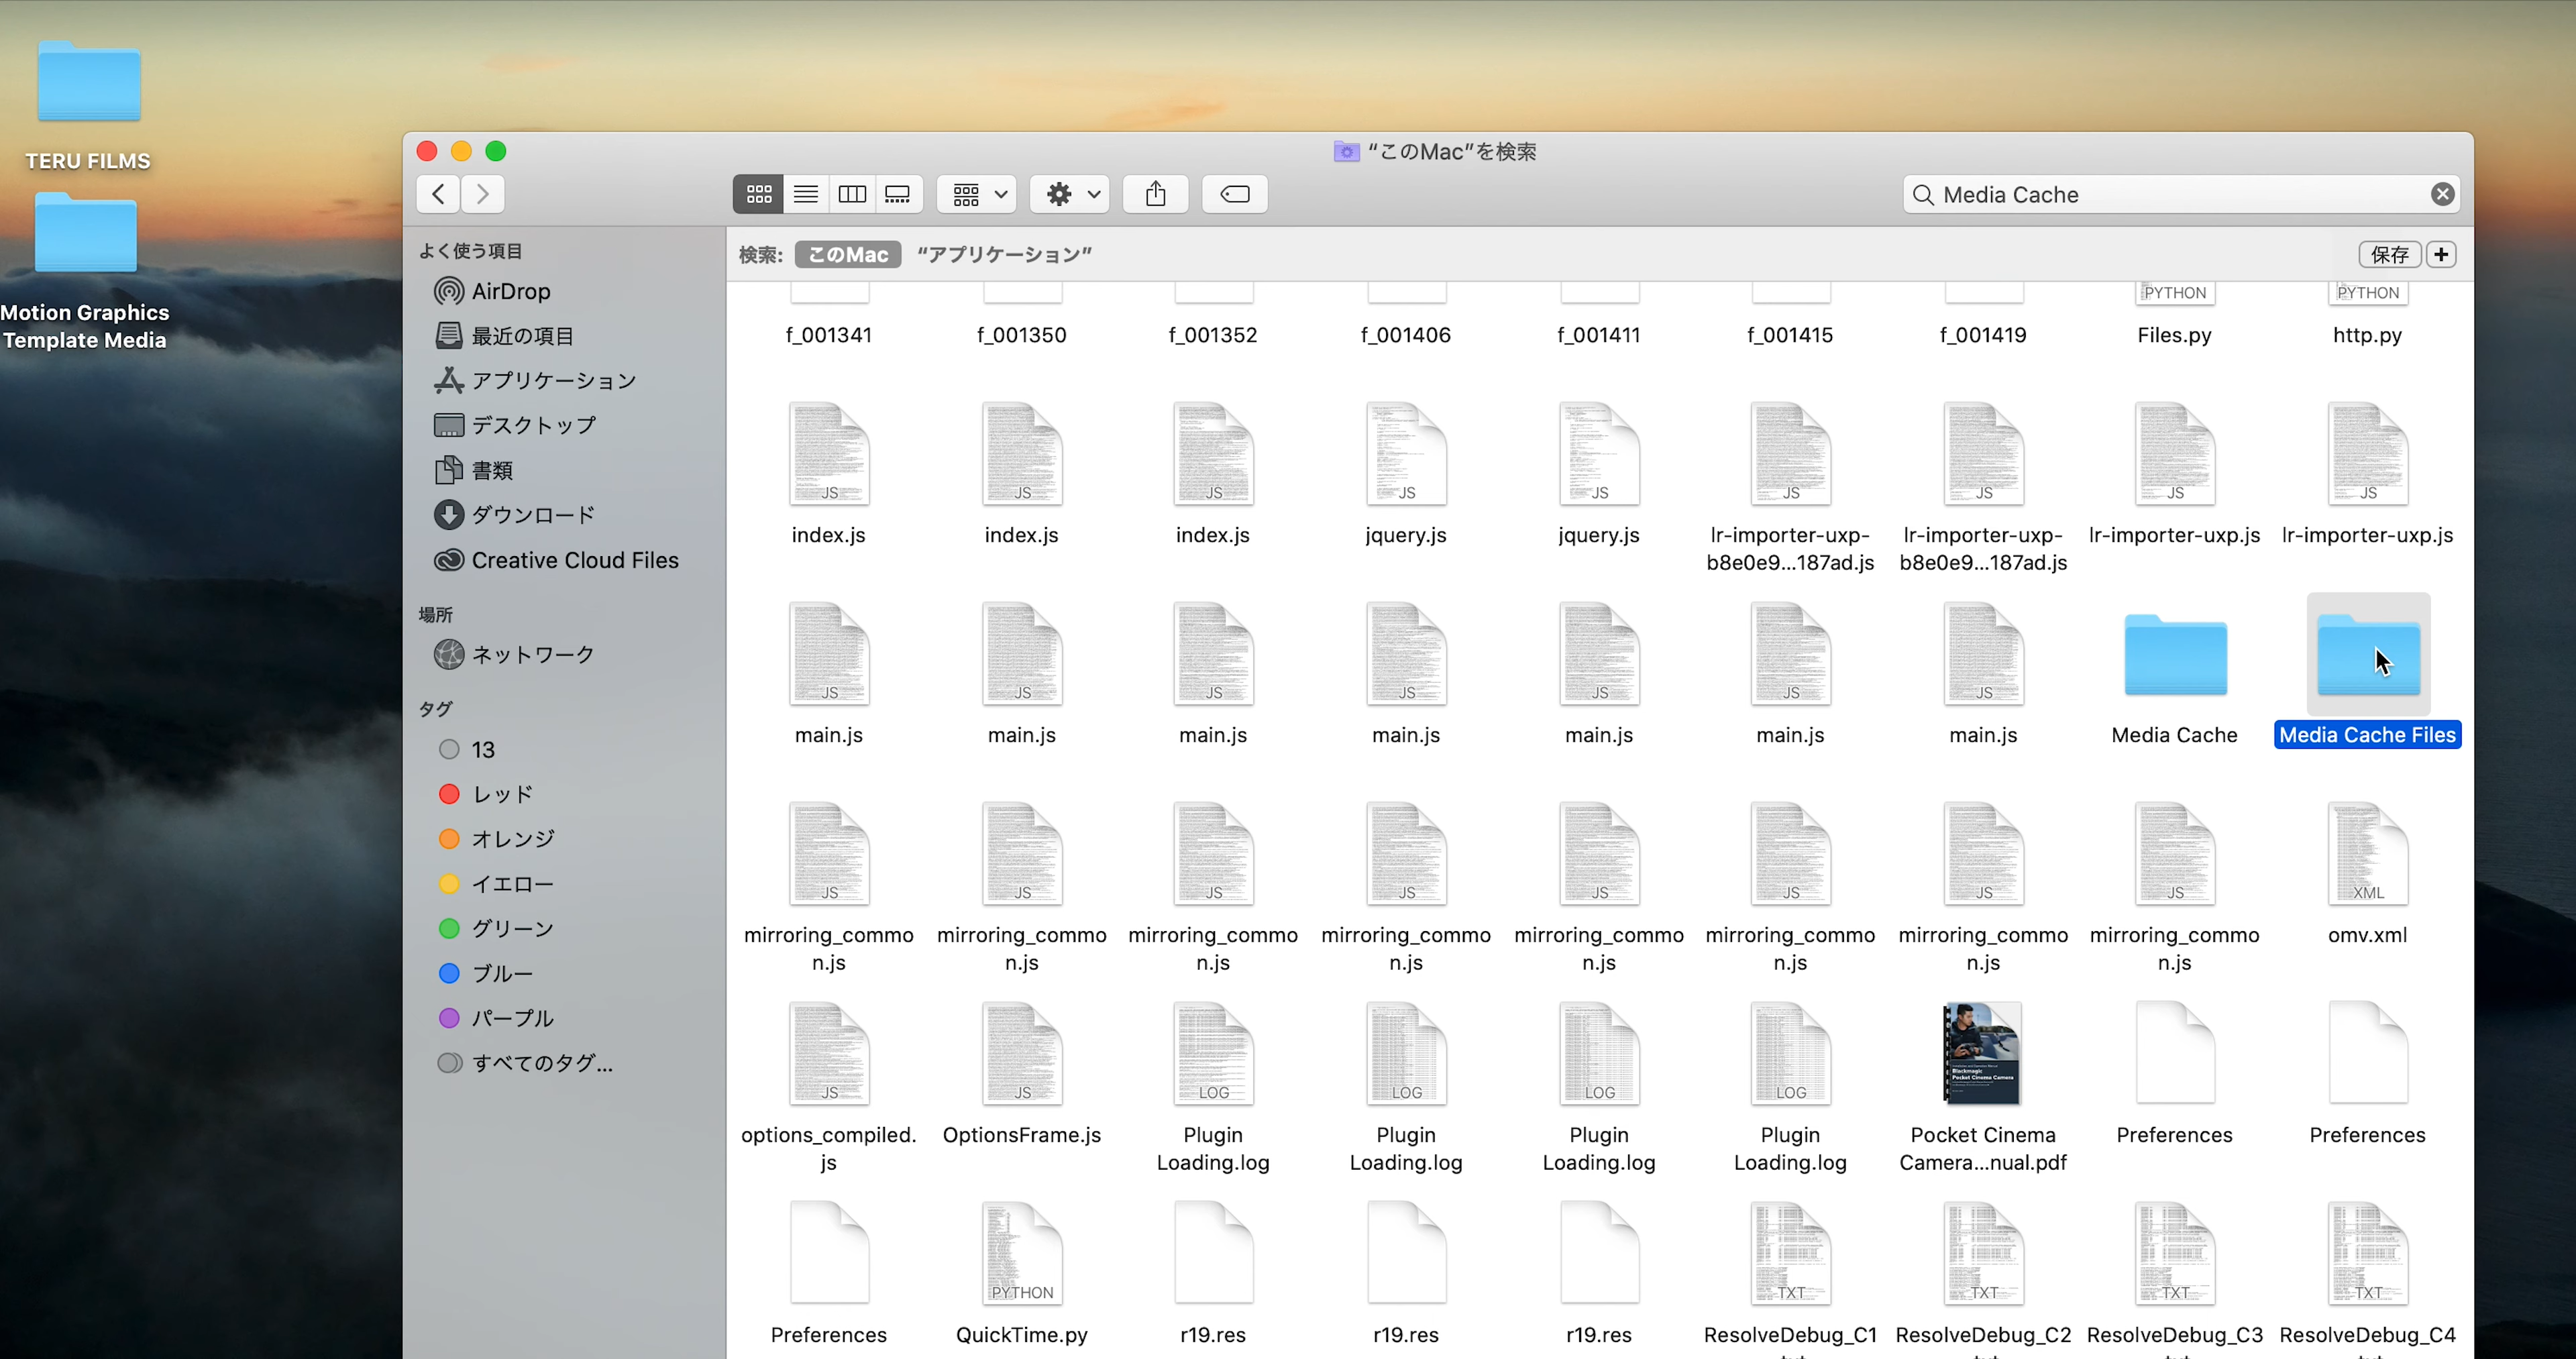 TERU FILMS
Motion Graphics
Template Media
“このMac”を検索
Media Cache
よく使う項目
AirDrop
最近の項目
アプリケーション
デスクトップ
書類
ダウンロード
Creative Cloud Files
場所
ネットワーク
タグ
13
レッド
オレンジ
イエロー
グリーン
ブルー
パープル
すべてのタグ...
検索: このMac “アプリケーション” 保存
PYTHON PYTHON
f_001341 f_001350 f_001352 f_001406 f_001411 f_001415 f_001419 Files.py http.py
JS JS JS JS JS JS JS JS JS
index.js index.js index.js jquery.js jquery.js lr-importer-uxp- lr-importer-uxp- lr-importer-uxp.js lr-importer-uxp.js
b8e0e9...187ad.js b8e0e9...187ad.js
JS JS JS JS JS JS JS
main.js main.js main.js main.js main.js main.js main.js Media Cache Media Cache Files
JS JS JS JS JS JS JS JS XML
mirroring_commo mirroring_commo mirroring_commo mirroring_commo mirroring_commo mirroring_commo mirroring_commo mirroring_commo omv.xml
n.js n.js n.js n.js n.js n.js n.js n.js
JS JS LOG LOG LOG LOG Blackmagic
Pocket Cinema Camera
options_compiled. OptionsFrame.js Plugin Plugin Plugin Plugin Pocket Cinema Preferences Preferences
js Loading.log Loading.log Loading.log Loading.log Camera...nual.pdf
PYTHON TXT TXT TXT TXT
Preferences QuickTime.py r19.res r19.res r19.res ResolveDebug_C1 ResolveDebug_C2 ResolveDebug_C3 ResolveDebug_C4